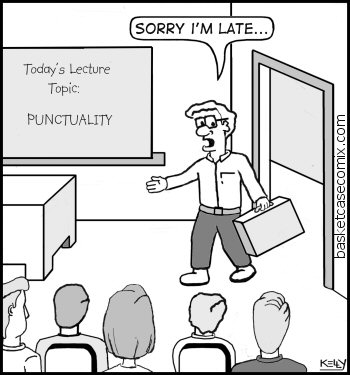 SORRY I'M LATE...
Today's Lecture
Topic:
PUNCTUALITY
basketcasecomix.com
KELLY